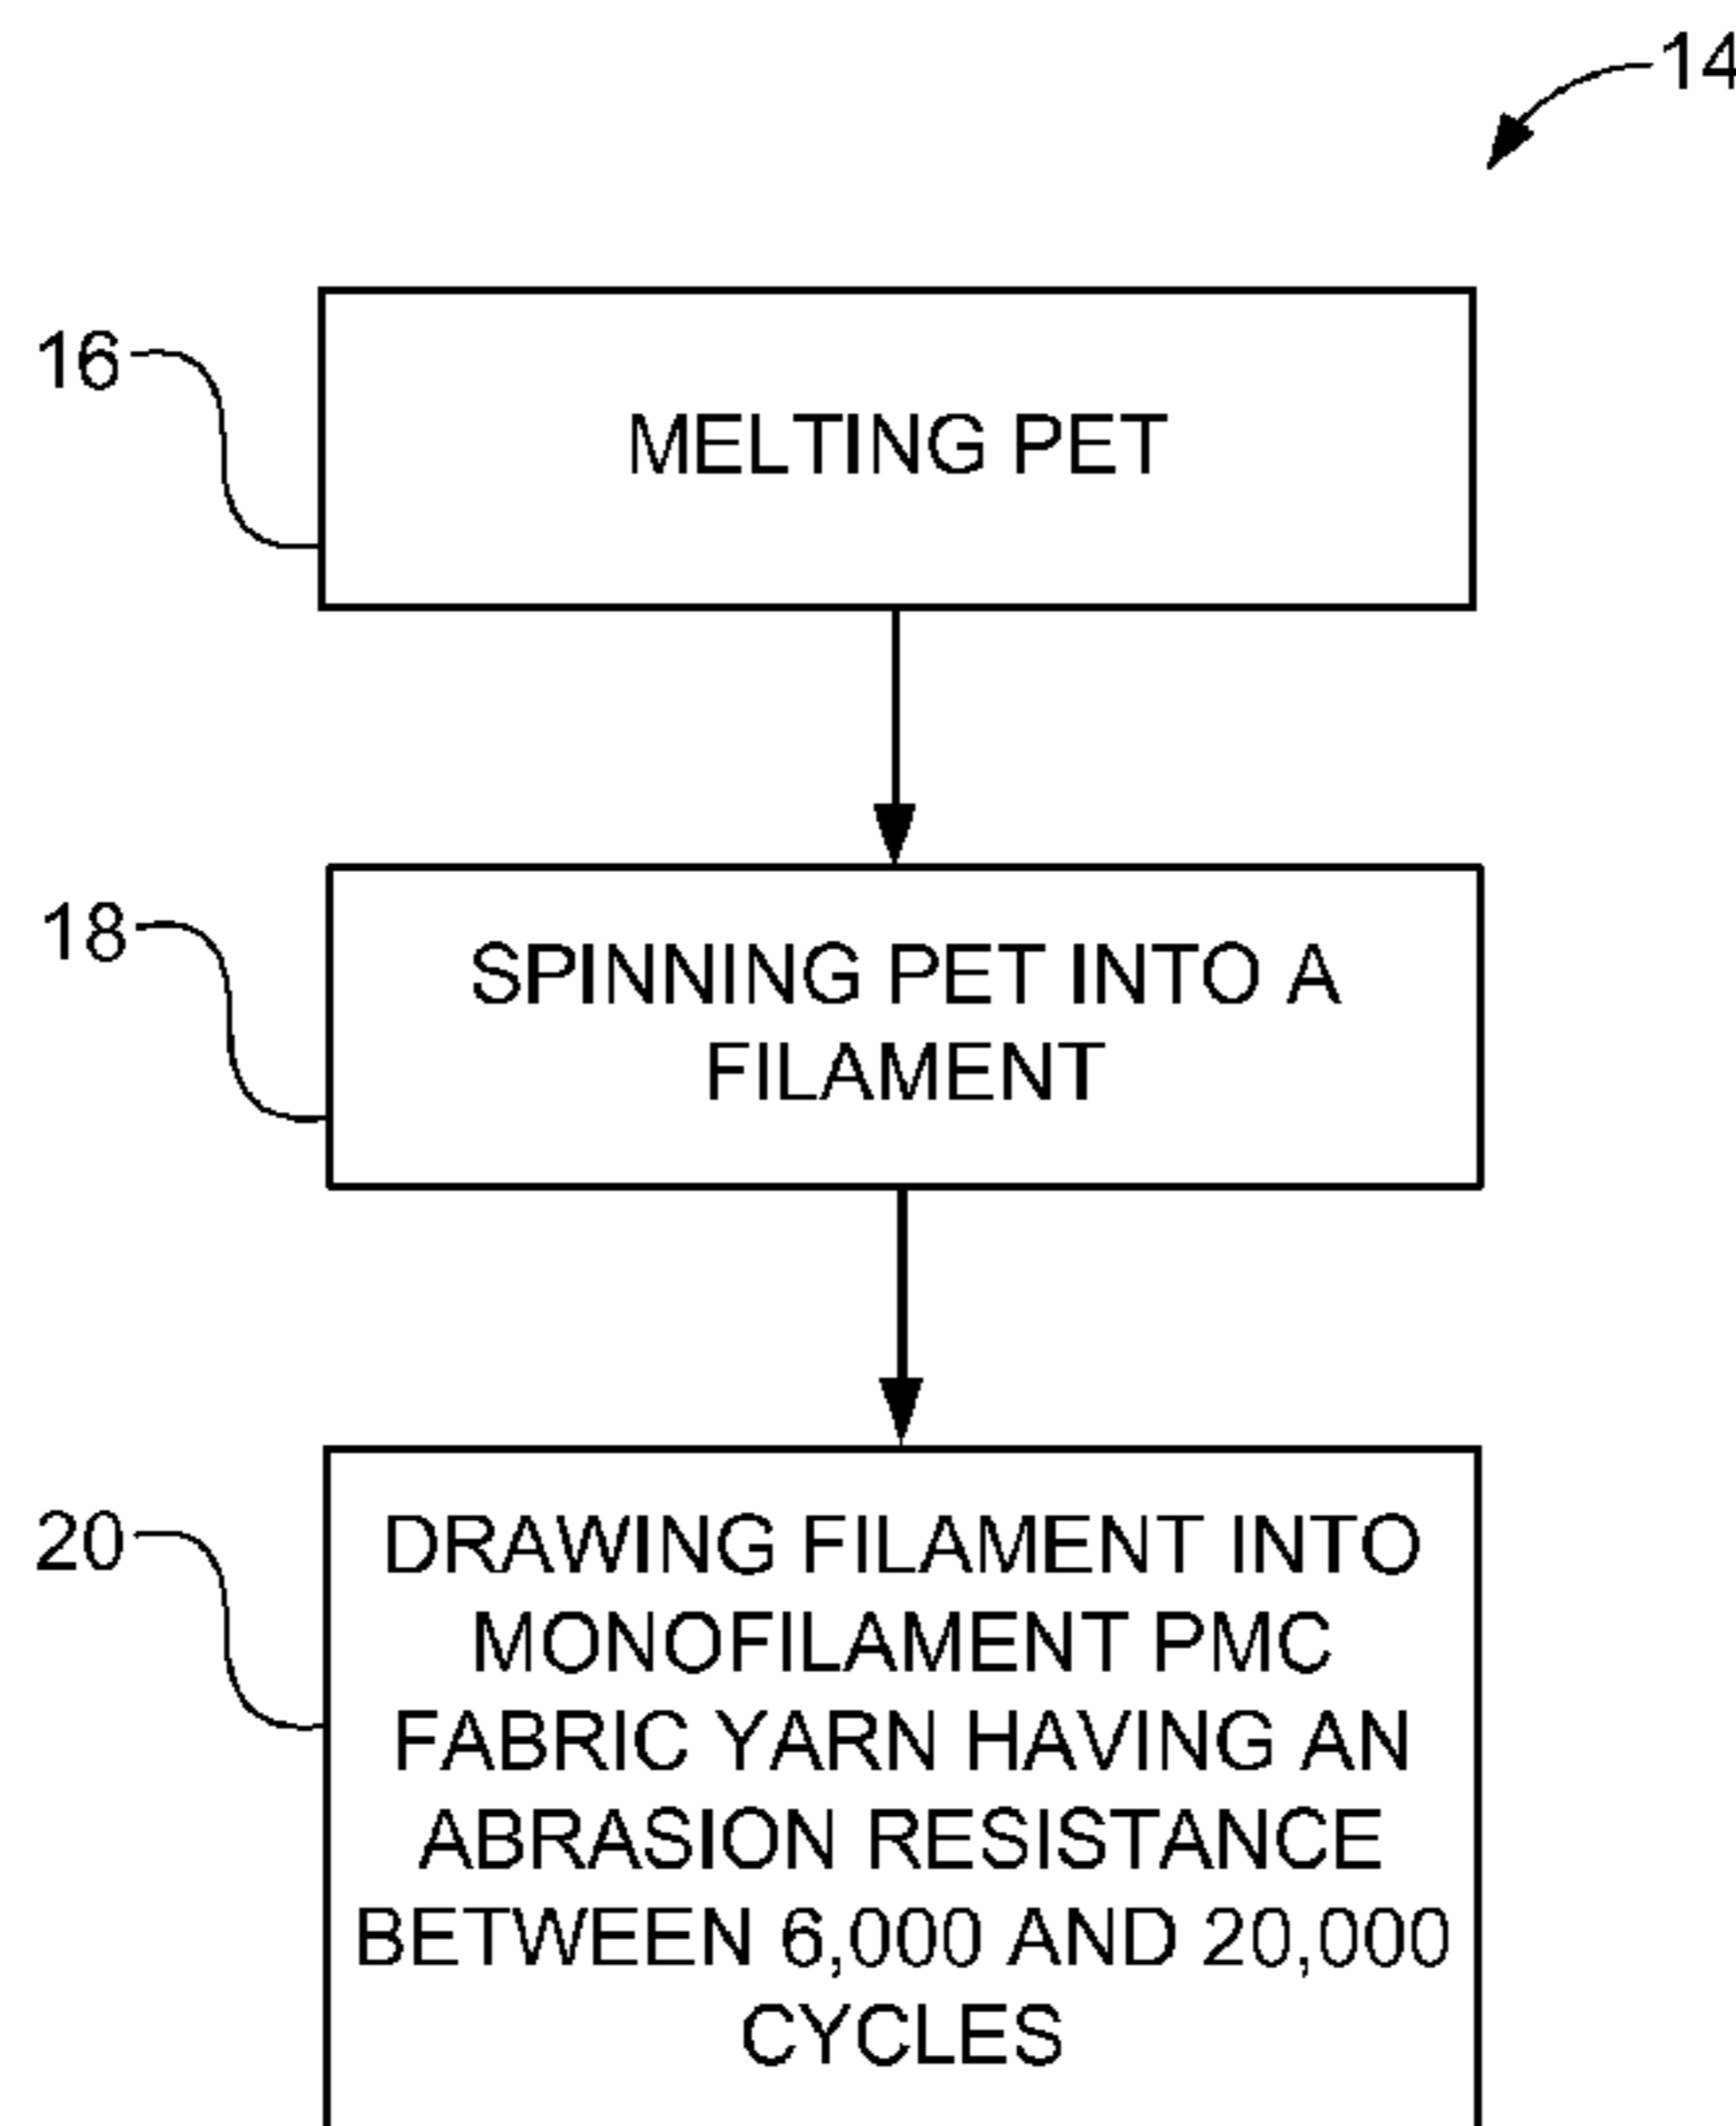 14
16
MELTING PET
18
SPINNING PET INTO A
FILAMENT
20
DRAWING FILAMENT INTO
MONOFILAMENT PMC
FABRIC YARN HAVING AN
ABRASION RESISTANCE
BETWEEN 6,000 AND 20,000
CYCLES